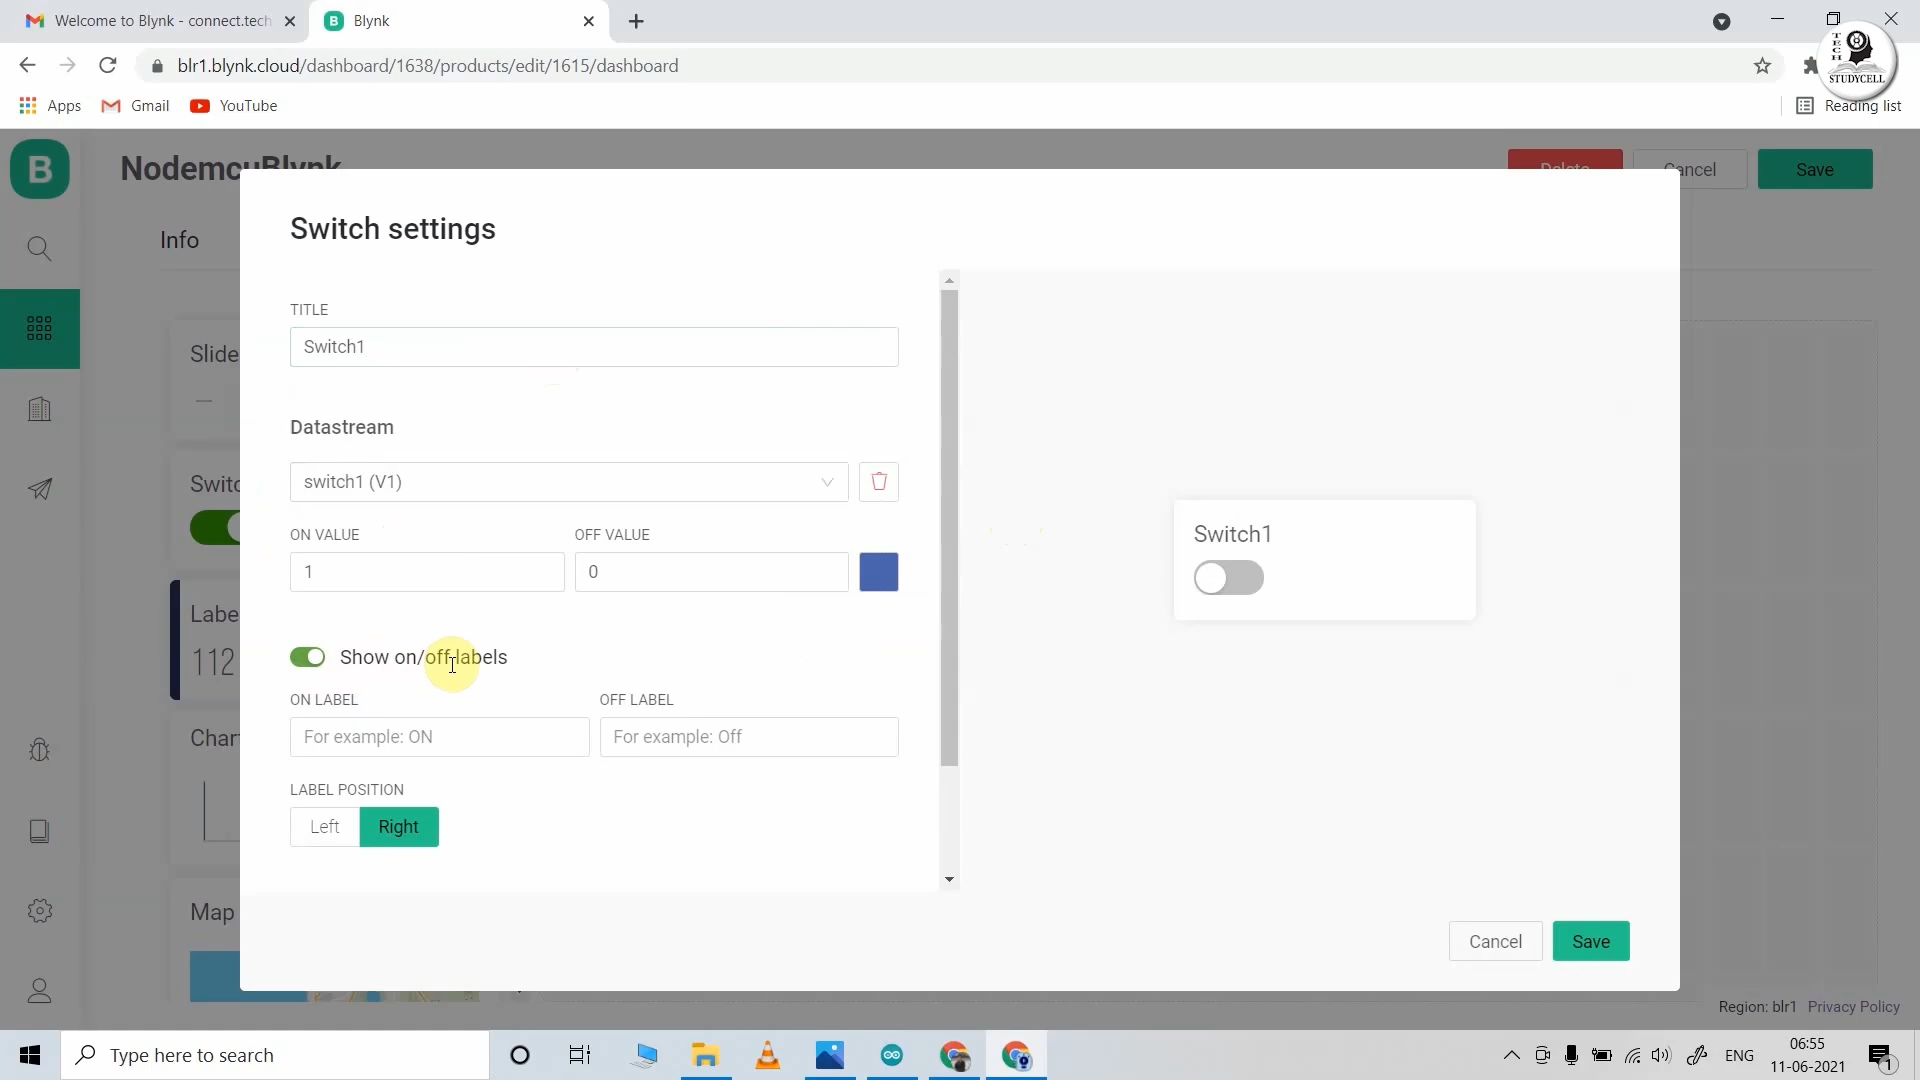 Welcome to Blynk - connect.tech
Blynk
blr1.blynk.cloud/dashboard/1638/products/edit/1615/dashboard
TECH
STUDYCELL
Apps
Gmail
YouTube
Reading list
B
NodemcuBlynk
Delete
Cancel
Save
Info
Switch settings
TITLE
Switch1
Datastream
switch1 (V1)
ON VALUE
OFF VALUE
1
0
Show on/off labels
ON LABEL
OFF LABEL
For example: ON
For example: Off
LABEL POSITION
Left
Right
Switch1
Cancel
Save
Slide
Switc
Labe
112
Char
Map
Region: blr1 Privacy Policy
Type here to search
ENG
06:55
11-06-2021
1